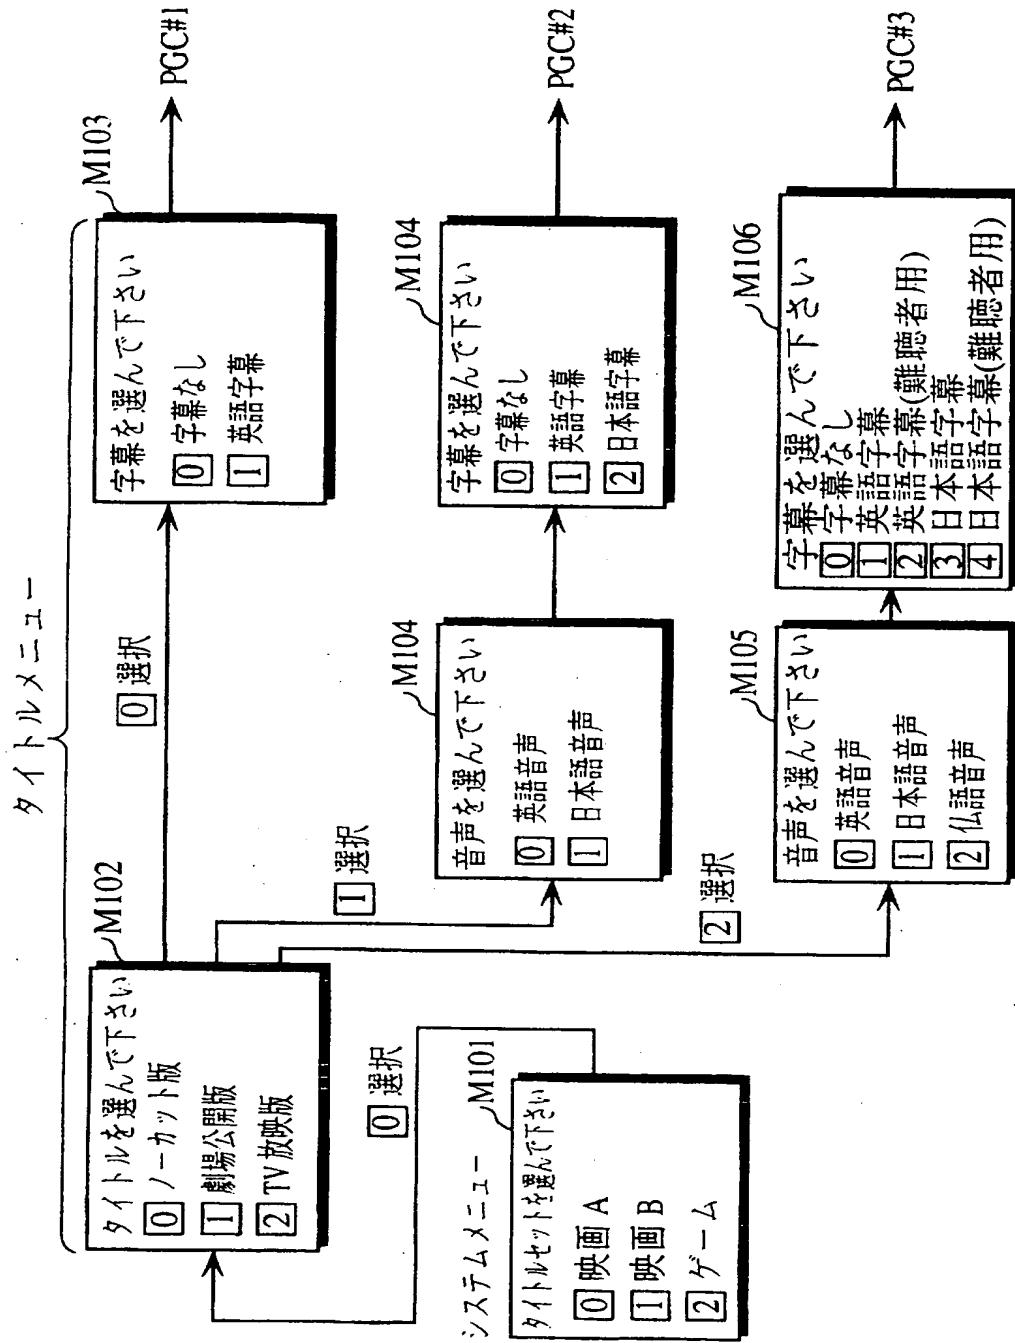 タイトルメニュー
システムメニュー
M101
タイトルセットを選んで下さい
0 映画 A
1 映画 B
2 ゲーム
0 選択
M102
タイトルを選んで下さい
0 ノーカット版
1 劇場公開版
2 TV 放映版
0 選択
M103
字幕を選んで下さい
0 字幕なし
1 英語字幕
PGC#1
1 選択
M104
音声を選んで下さい
0 英語音声
1 日本語音声
M104
字幕を選んで下さい
0 字幕なし
1 英語字幕
2 日本語字幕
PGC#2
2 選択
M105
音声を選んで下さい
0 英語音声
1 日本語音声
2 仏語音声
M106
字幕を選んで下さい
0 字幕なし
1 英語字幕
2 英語字幕(難聴者用)
3 日本語字幕
4 日本語字幕(難聴者用)
PGC#3